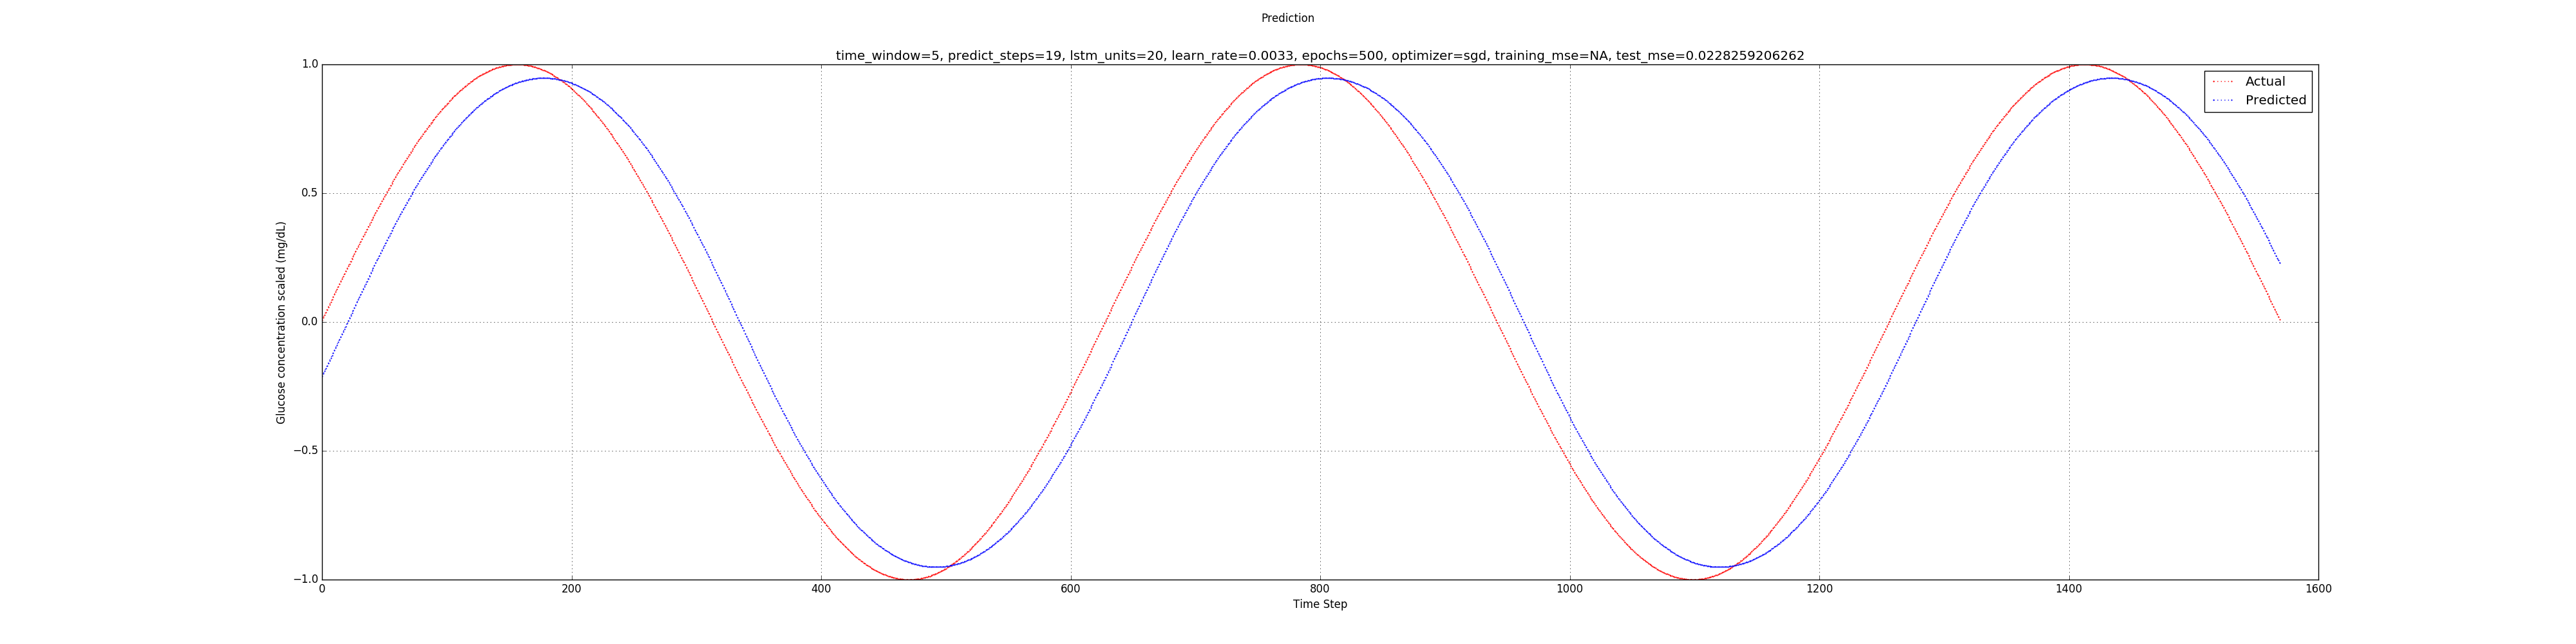 Prediction
time_window=5, predict_steps=19, lstm_units=20, learn_rate=0.0033, epochs=500, optimizer=sgd, training_mse=NA, test_mse=0.0228259206262
Actual
Predicted
Glucose concentration scaled (mg/dL)
1.0
0.5
0.0
−0.5
−1.0
0 200 400 600 800 1000 1200 1400 1600
Time Step